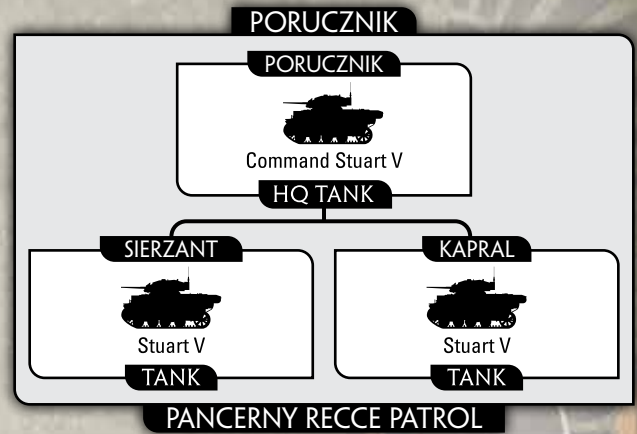 PORUCZNIK
PORUCZNIK
Command Stuart V
HQ TANK
SIERZANT
KAPRAL
Stuart V
Stuart V
TANK
TANK
PANCERNY RECCE PATROL